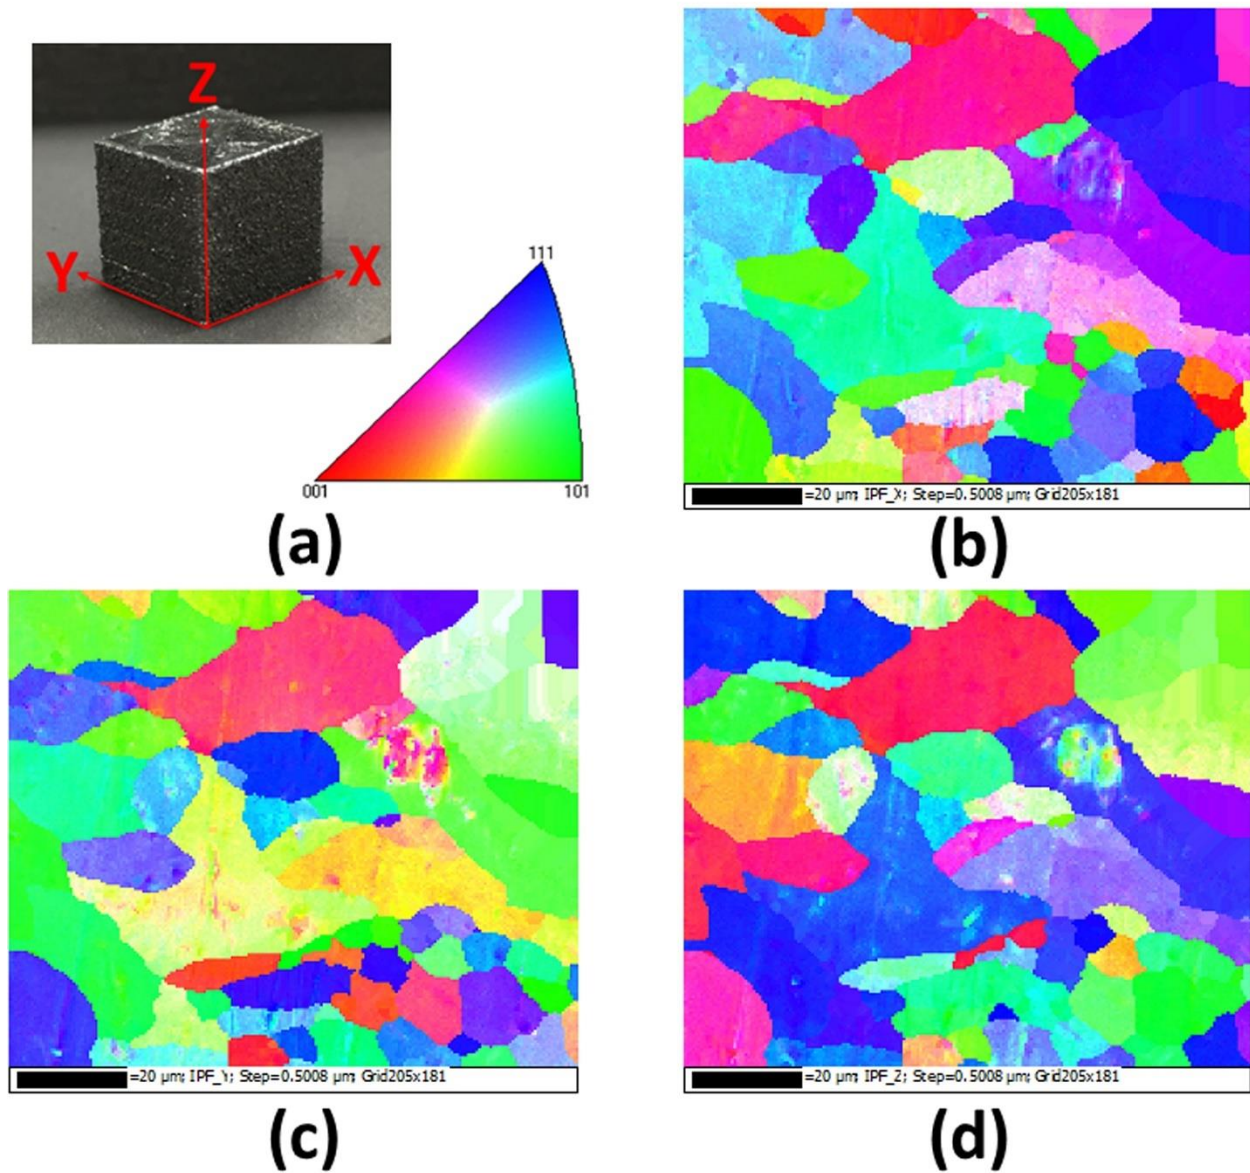 Z
Y
X
111
001
101
(a)
=20 µm; IPF_X; Step=0.5008 µm; Grid205x181
(b)
=20 µm; IPF_Y; Step=0.5008 µm; Grid205x181
(c)
=20 µm; IPF_Z; Step=0.5008 µm; Grid205x181
(d)